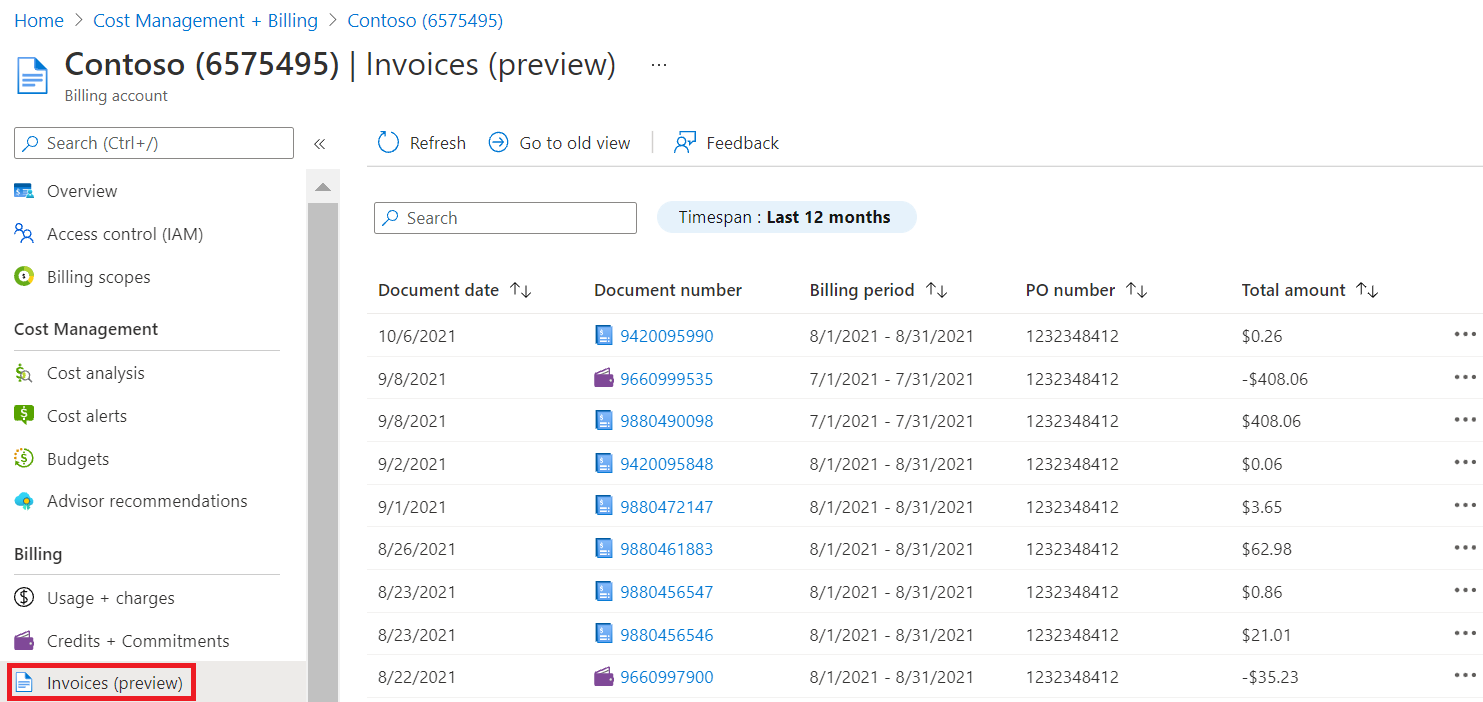 Home > Cost Management + Billing > Contoso (6575495)
Contoso (6575495) | Invoices (preview) ...
Billing account
Search (Ctrl+/) «
Overview
Access control (IAM)
Billing scopes
Cost Management
Cost analysis
Cost alerts
Budgets
Advisor recommendations
Billing
Usage + charges
Credits + Commitments
Invoices (preview)
Refresh Go to old view | Feedback
Search Timespan : Last 12 months
Document date ↑↓ Document number Billing period ↑↓ PO number ↑↓ Total amount ↑↓
10/6/2021 9420095990 8/1/2021 - 8/31/2021 1232348412 $0.26 ...
9/8/2021 9660999535 7/1/2021 - 7/31/2021 1232348412 -$408.06 ...
9/8/2021 9880490098 7/1/2021 - 7/31/2021 1232348412 $408.06 ...
9/2/2021 9420095848 8/1/2021 - 8/31/2021 1232348412 $0.06 ...
9/1/2021 9880472147 8/1/2021 - 8/31/2021 1232348412 $3.65 ...
8/26/2021 9880461883 8/1/2021 - 8/31/2021 1232348412 $62.98 ...
8/23/2021 9880456547 8/1/2021 - 8/31/2021 1232348412 $0.86 ...
8/23/2021 9880456546 8/1/2021 - 8/31/2021 1232348412 $21.01 ...
8/22/2021 9660997900 8/1/2021 - 8/31/2021 1232348412 -$35.23 ...